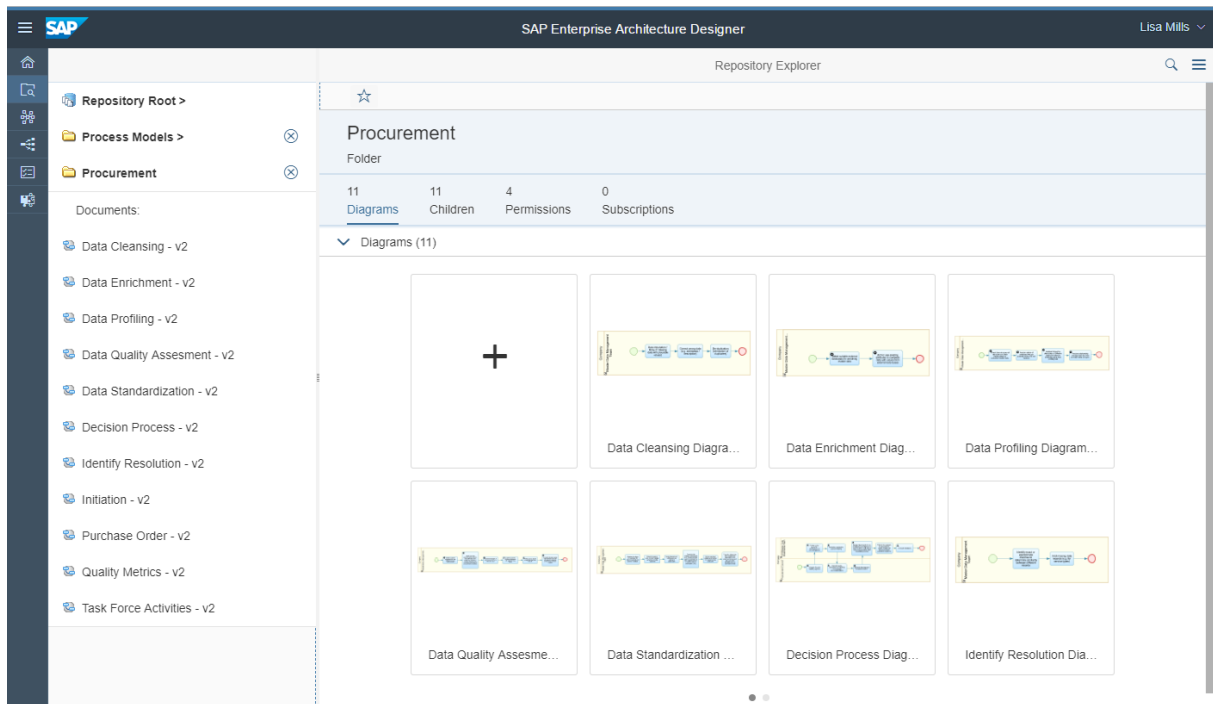 SAP
SAP Enterprise Architecture Designer
Lisa Mills
Repository Explorer
Repository Root >
Process Models >
Procurement
Documents:
Data Cleansing - v2
Data Enrichment - v2
Data Profiling - v2
Data Quality Assesment - v2
Data Standardization - v2
Decision Process - v2
Identify Resolution - v2
Initiation - v2
Purchase Order - v2
Quality Metrics - v2
Task Force Activities - v2
Procurement
Folder
11 11 4 0
Diagrams Children Permissions Subscriptions
Diagrams (11)
Data Cleansing Diagra...
Data Enrichment Diag...
Data Profiling Diagram...
Data Quality Assesme...
Data Standardization ...
Decision Process Diag...
Identify Resolution Dia...